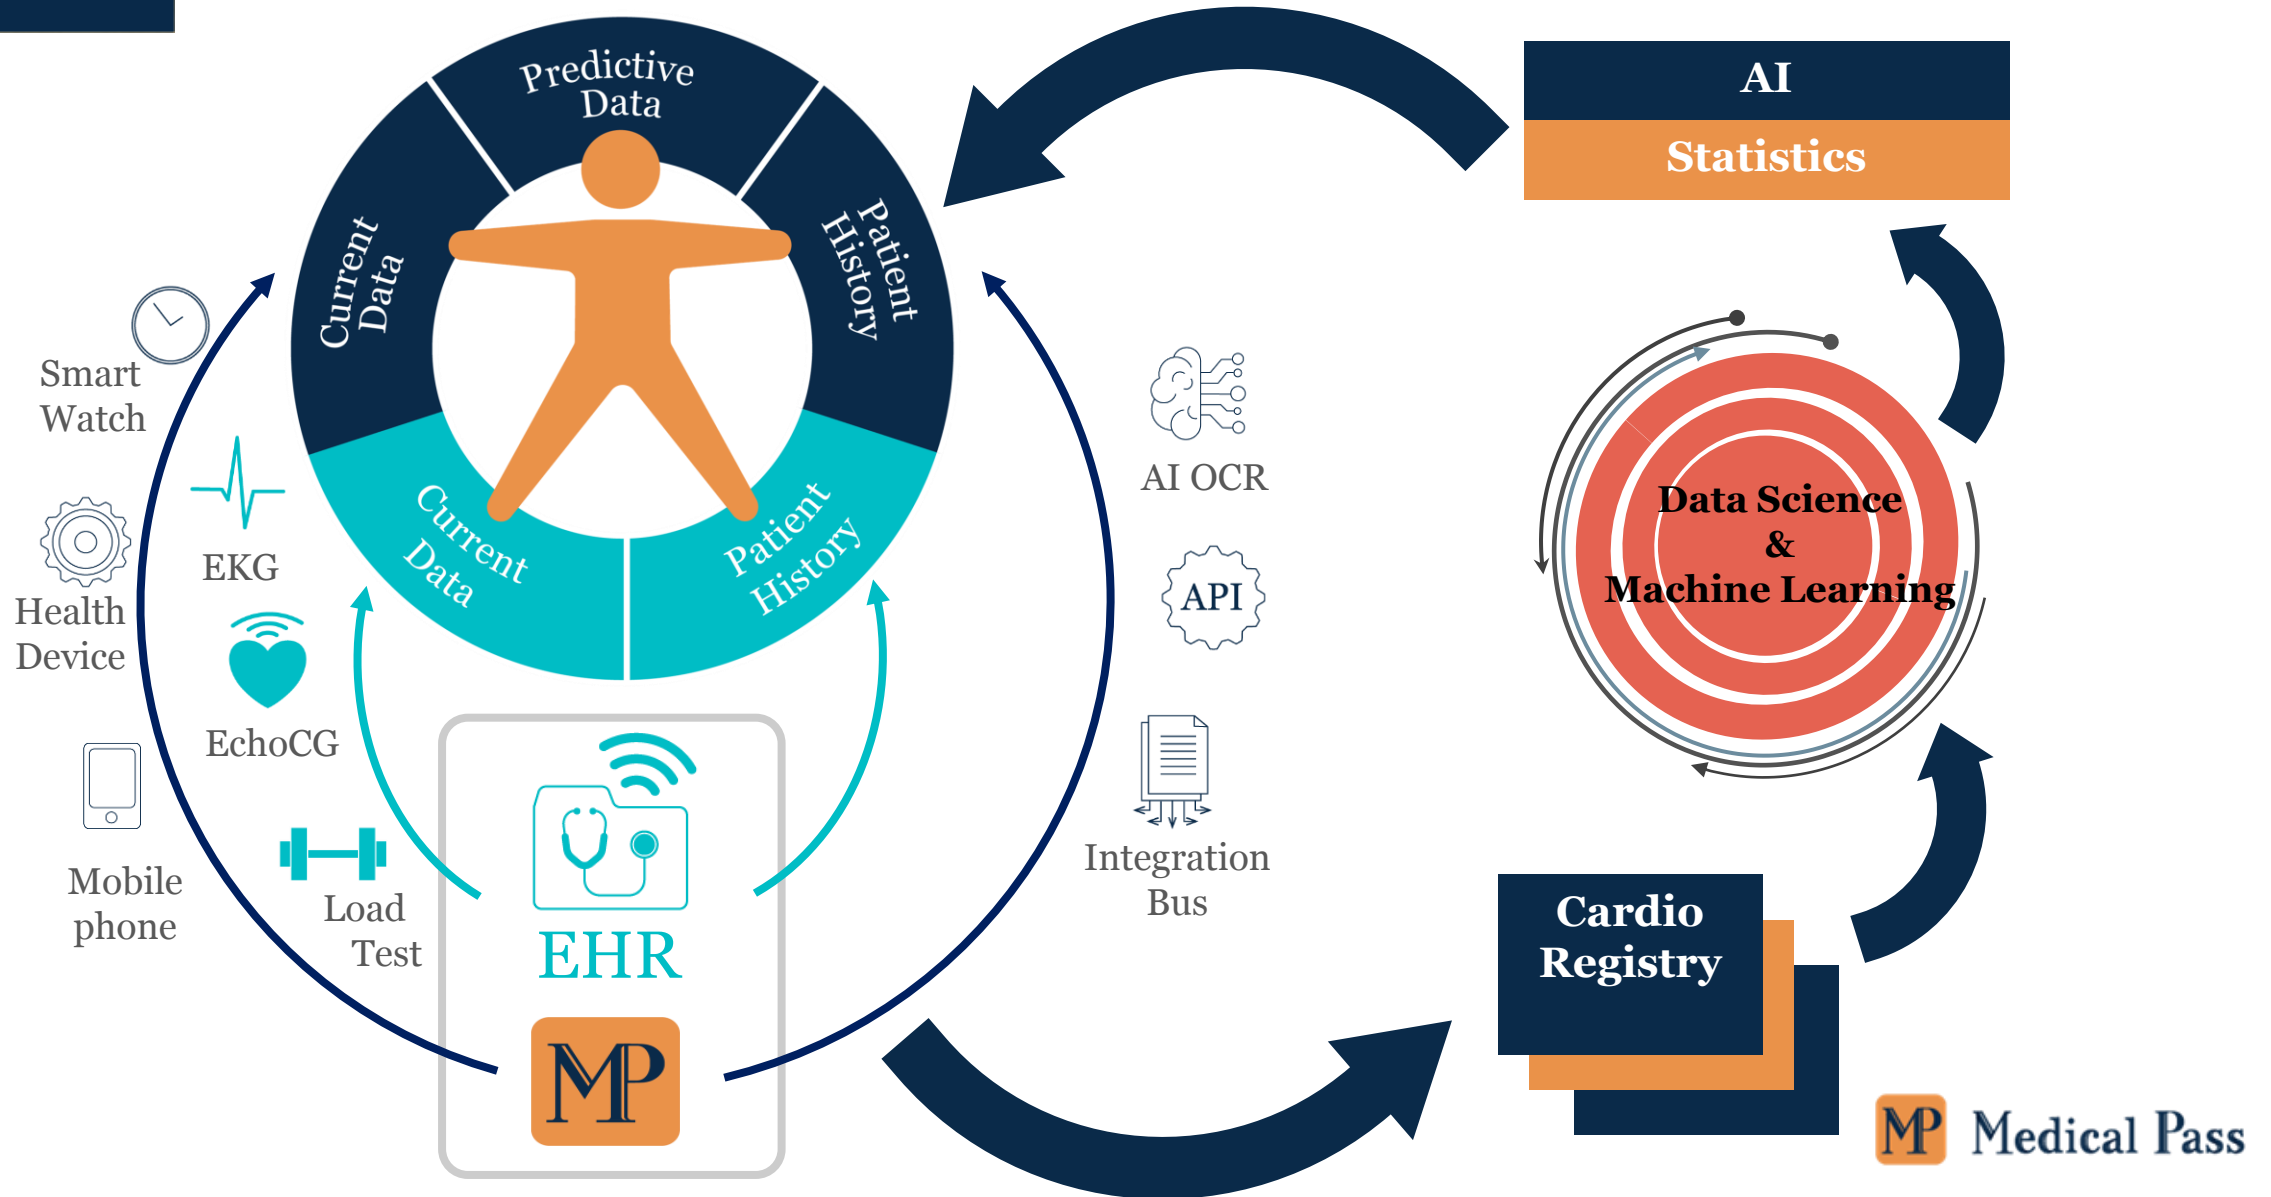 Predictive
Data
Current
Data
Patient
History
Current
Data
Patient
History
Smart
Watch
EKG
Health
Device
EchoCG
Mobile
phone
Load
Test
EHR
MP
AI OCR
API
Integration
Bus
AI
Statistics
Data Science
&
Machine Learning
Cardio
Registry
MP Medical Pass